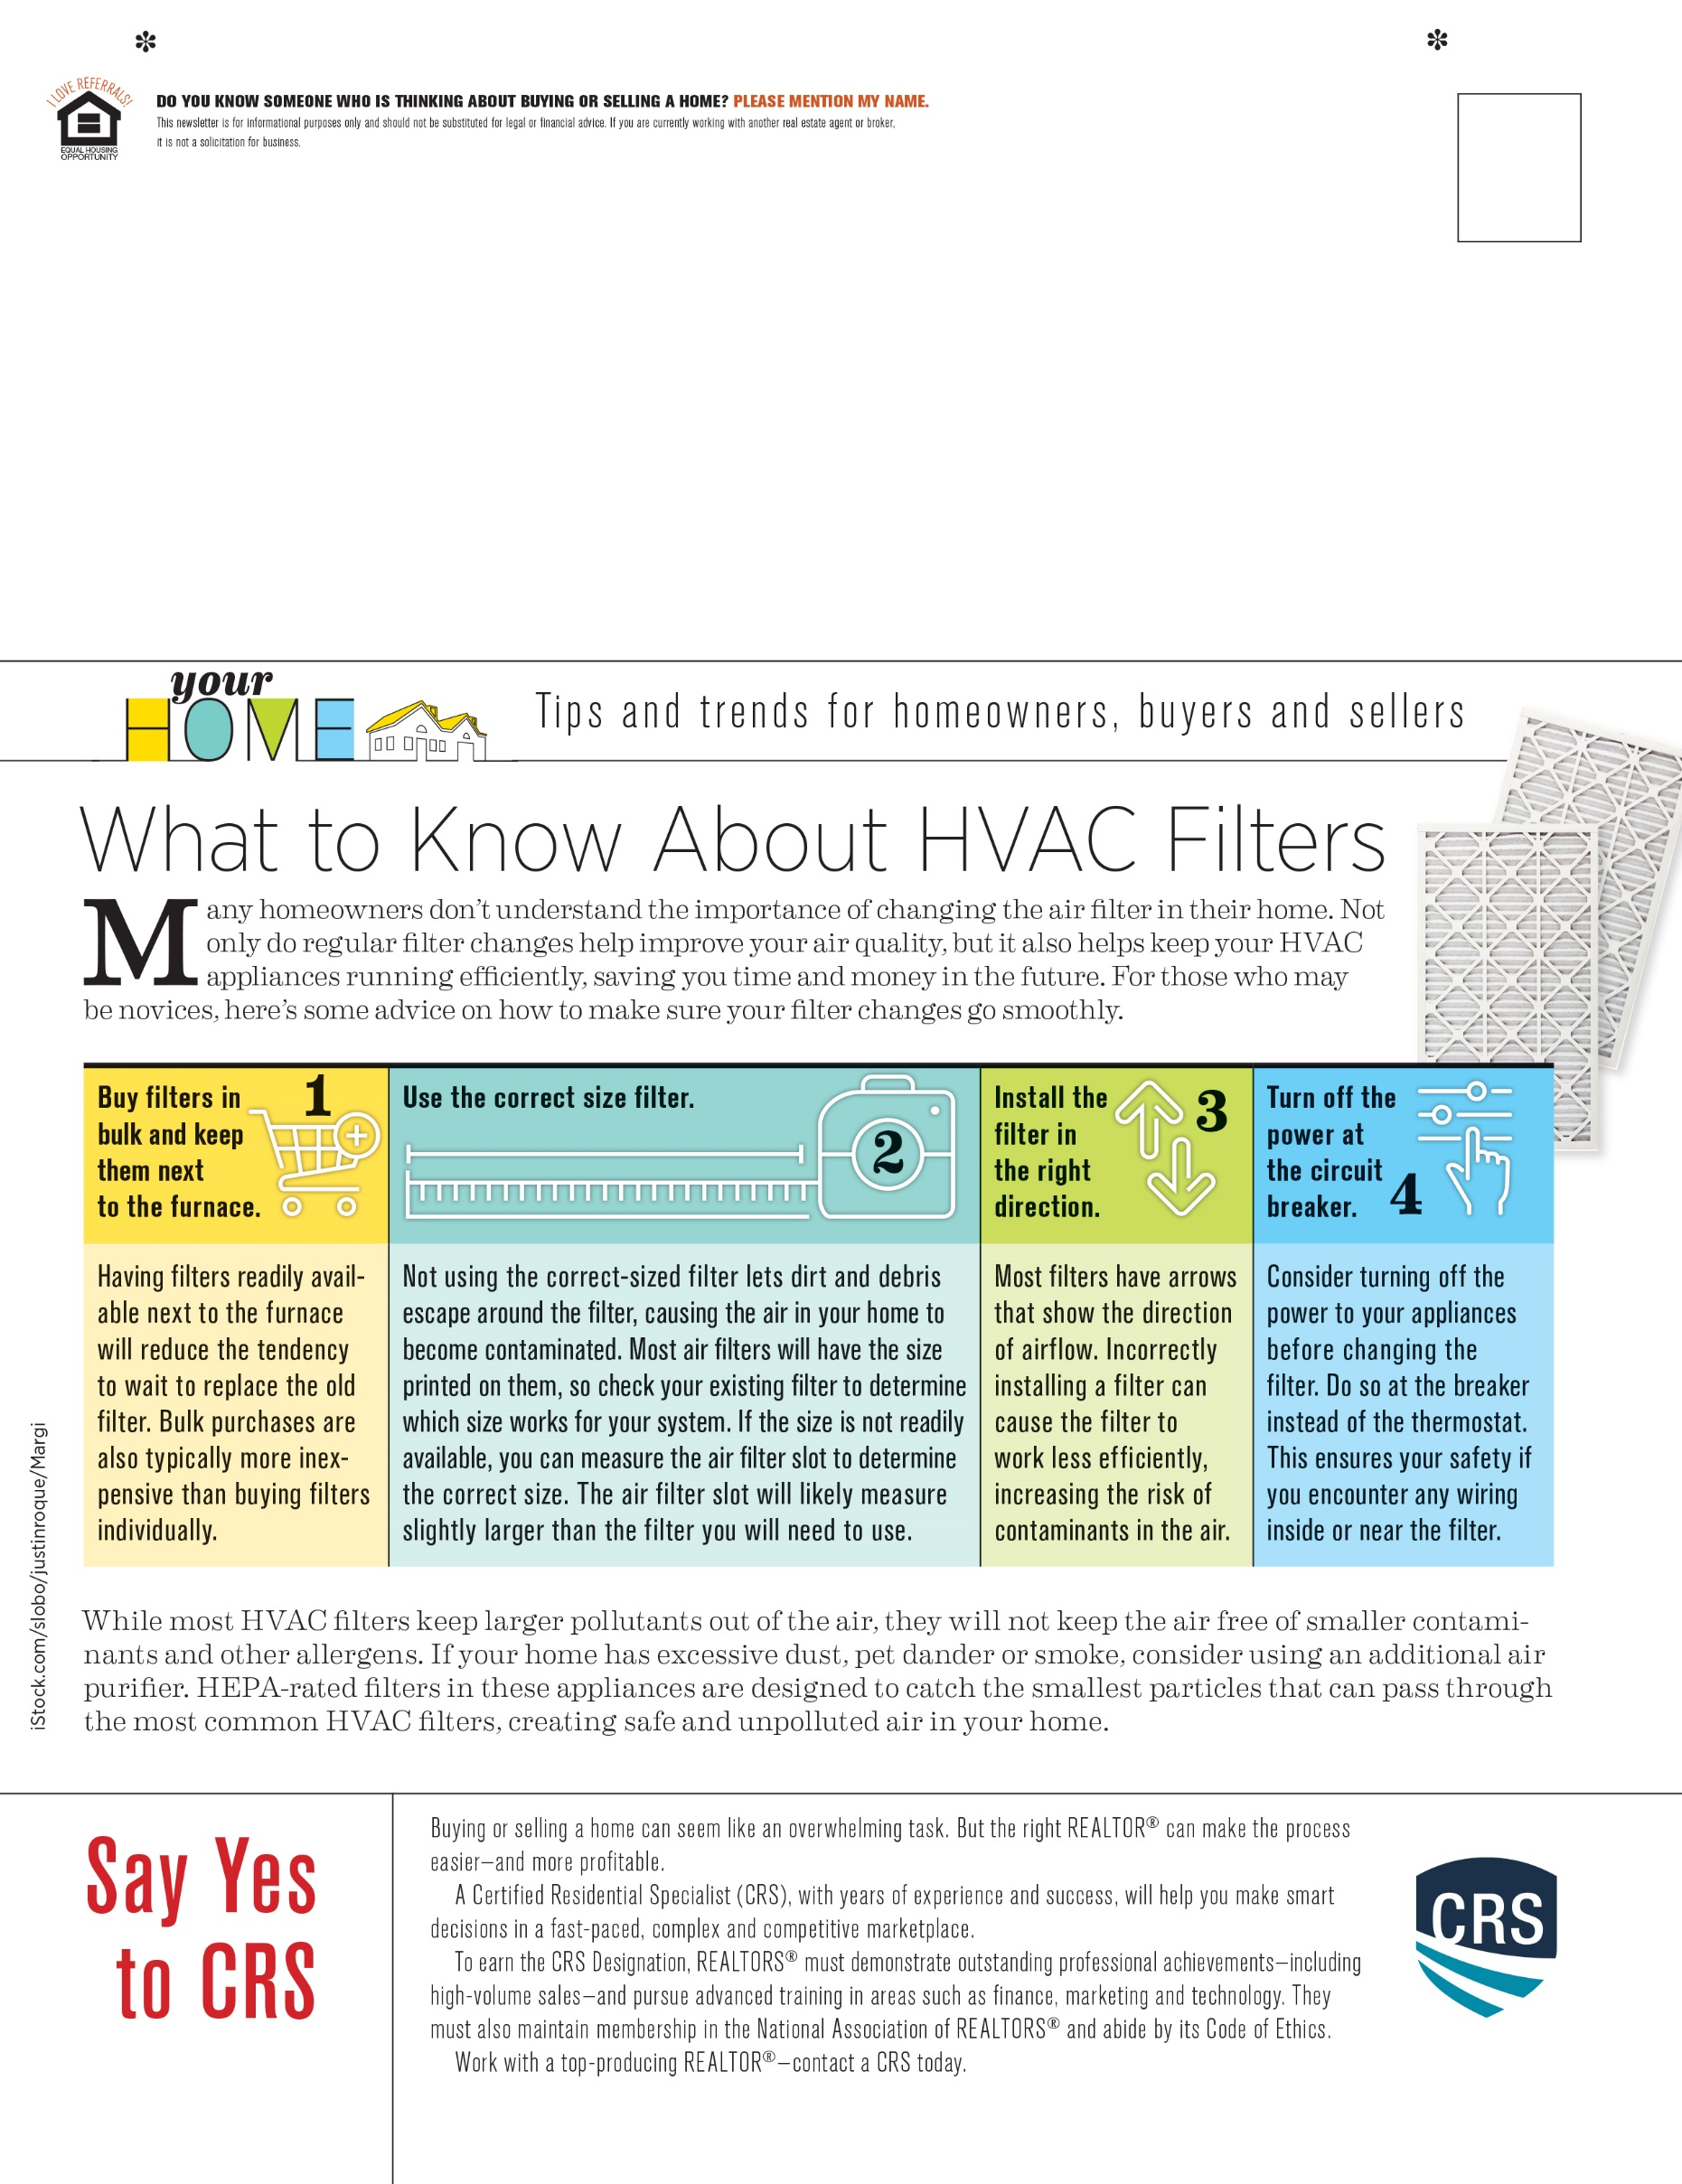 *
*
I LOVE REFERRALS!
EQUAL HOUSING
OPPORTUNITY
DO YOU KNOW SOMEONE WHO IS THINKING ABOUT BUYING OR SELLING A HOME? PLEASE MENTION MY NAME.
This newsletter is for informational purposes only and should not be substituted for legal or financial advice. If you are currently working with another real estate agent or broker,
it is not a solicitation for business.
your
HOME
Tips and trends for homeowners, buyers and sellers
What to Know About HVAC Filters
Many homeowners don't understand the importance of changing the air filter in their home. Not
only do regular filter changes help improve your air quality, but it also helps keep your HVAC
appliances running efficiently, saving you time and money in the future. For those who may
be novices, here's some advice on how to make sure your filter changes go smoothly.
1
Buy filters in
bulk and keep
them next
to the furnace.
Having filters readily avail-
able next to the furnace
will reduce the tendency
to wait to replace the old
filter. Bulk purchases are
also typically more inex-
pensive than buying filters
individually.
Use the correct size filter.
2
Not using the correct-sized filter lets dirt and debris
escape around the filter, causing the air in your home to
become contaminated. Most air filters will have the size
printed on them, so check your existing filter to determine
which size works for your system. If the size is not readily
available, you can measure the air filter slot to determine
the correct size. The air filter slot will likely measure
slightly larger than the filter you will need to use.
Install the
filter in
the right
direction.
3
Most filters have arrows
that show the direction
of airflow. Incorrectly
installing a filter can
cause the filter to
work less efficiently,
increasing the risk of
contaminants in the air.
Turn off the
power at
the circuit
breaker.
4
Consider turning off the
power to your appliances
before changing the
filter. Do so at the breaker
instead of the thermostat.
This ensures your safety if
you encounter any wiring
inside or near the filter.
While most HVAC filters keep larger pollutants out of the air, they will not keep the air free of smaller contami-
nants and other allergens. If your home has excessive dust, pet dander or smoke, consider using an additional air
purifier. HEPA-rated filters in these appliances are designed to catch the smallest particles that can pass through
the most common HVAC filters, creating safe and unpolluted air in your home.
iStock.com/slobo/justinroque/Margi
Say Yes
to CRS
Buying or selling a home can seem like an overwhelming task. But the right REALTOR® can make the process
easier—and more profitable.
A Certified Residential Specialist (CRS), with years of experience and success, will help you make smart
decisions in a fast-paced, complex and competitive marketplace.
To earn the CRS Designation, REALTORS® must demonstrate outstanding professional achievements—including
high-volume sales—and pursue advanced training in areas such as finance, marketing and technology. They
must also maintain membership in the National Association of REALTORS® and abide by its Code of Ethics.
Work with a top-producing REALTOR®—contact a CRS today.
CRS